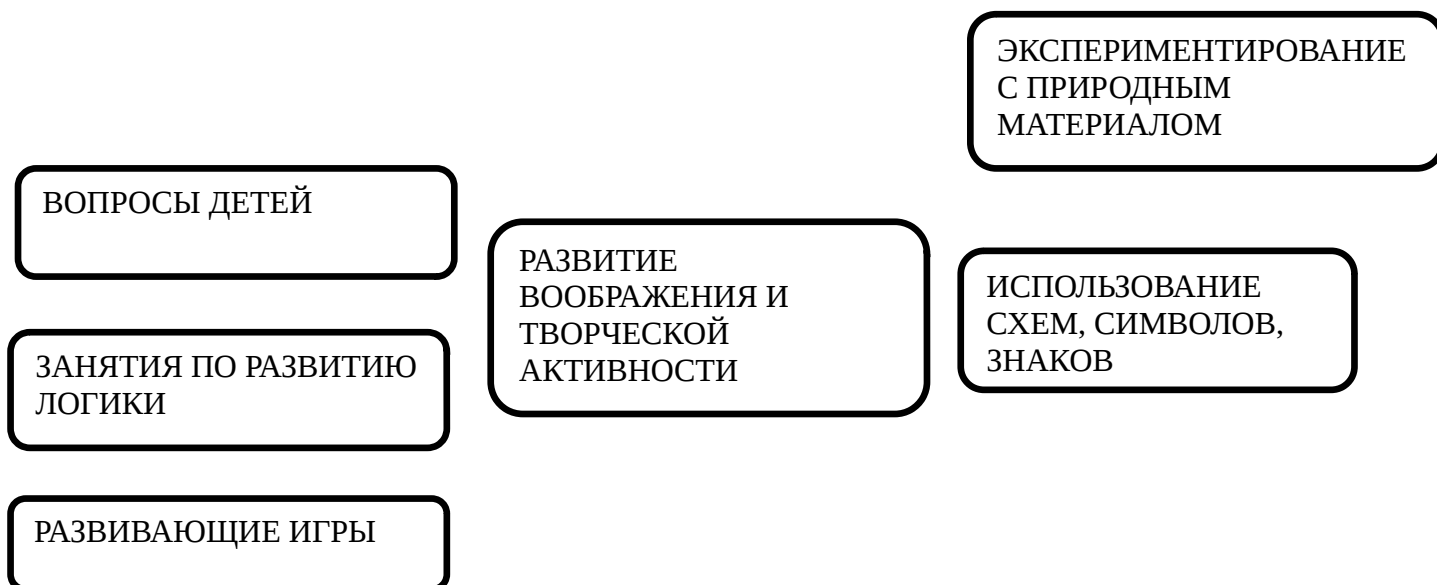 ВОПРОСЫ ДЕТЕЙ
ЗАНЯТИЯ ПО РАЗВИТИЮ
ЛОГИКИ
РАЗВИВАЮЩИЕ ИГРЫ
РАЗВИТИЕ
ВООБРАЖЕНИЯ И
ТВОРЧЕСКОЙ
АКТИВНОСТИ
ЭКСПЕРИМЕНТИРОВАНИЕ
С ПРИРОДНЫМ
МАТЕРИАЛОМ
ИСПОЛЬЗОВАНИЕ
СХЕМ, СИМВОЛОВ,
ЗНАКОВ